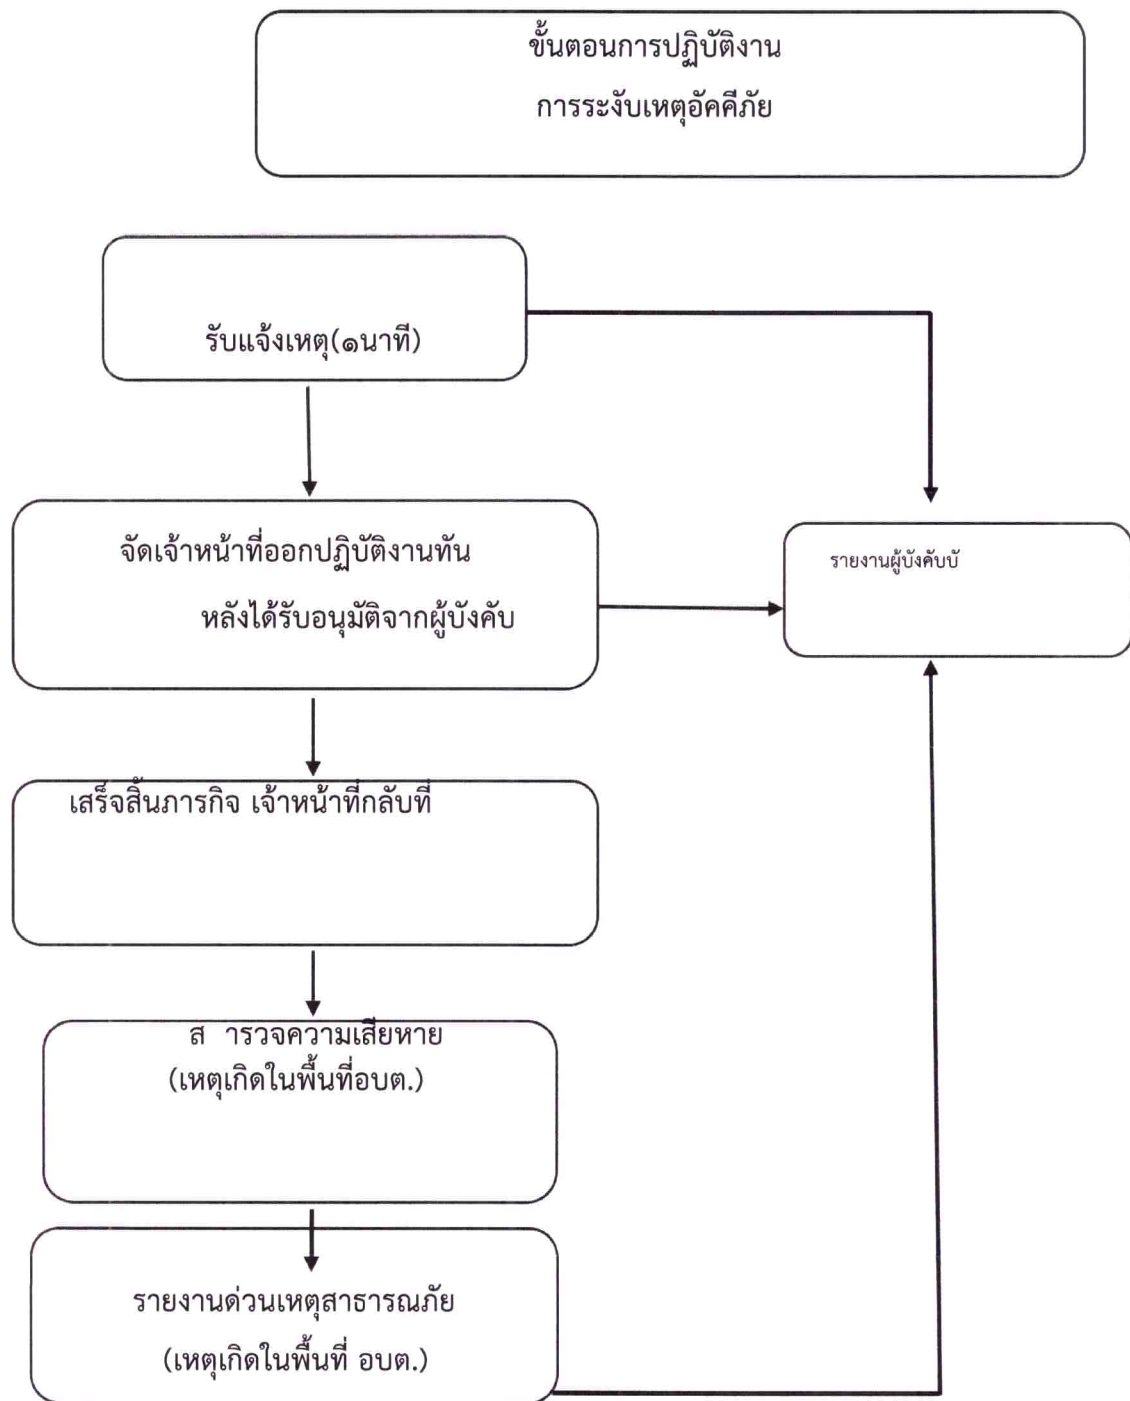 ขั้นตอนการปฏิบัติงาน
การระงับเหตุอัคคีภัย
รับแจ้งเหตุ(๑นาที)
จัดเจ้าหน้าที่ออกปฏิบัติงานทัน
หลังได้รับอนุมัติจากผู้บังคับ
รายงานผู้บังคับบั
เสร็จสิ้นภารกิจ เจ้าหน้าที่กลับที่
ส ารวจความเสียหาย
(เหตุเกิดในพื้นที่อบต.)
รายงานด่วนเหตุสาธารณภัย
(เหตุเกิดในพื้นที่ อบต.)